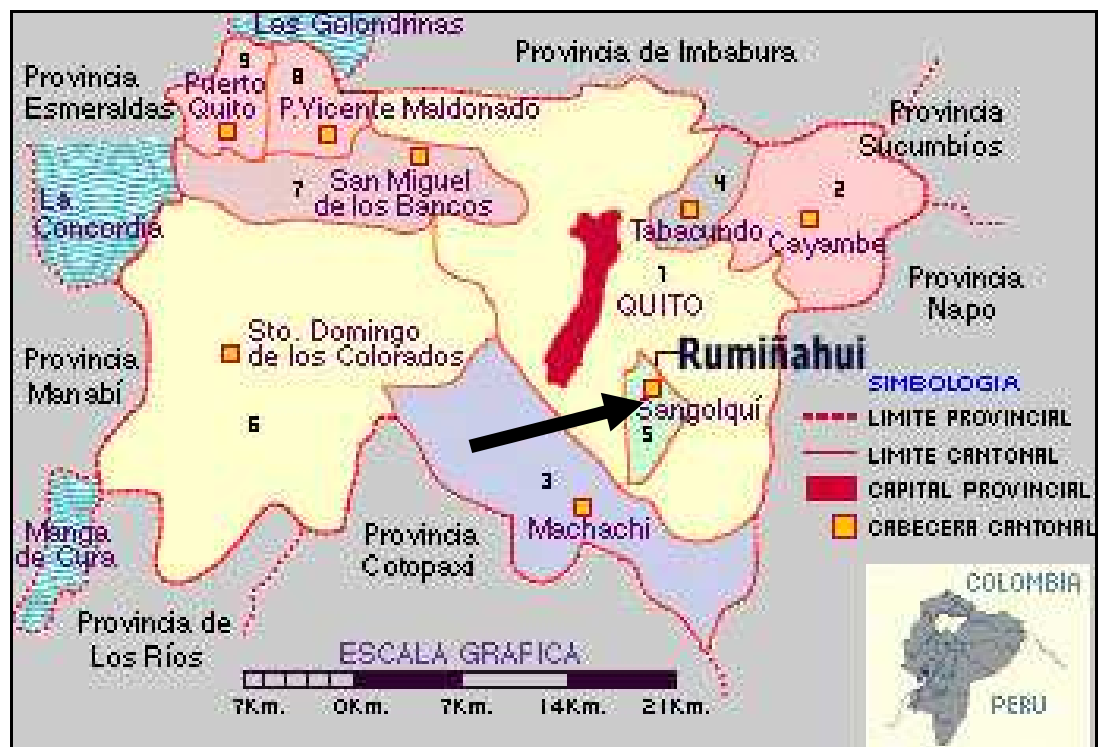 Las Golondrinas
Provincia de Imbabura
Provincia
Esmeraldas
9
Puerto
Quito
8
P. Vicente Maldonado
Provincia
Sucumbíos
7
San Miguel
de los Bancos
4
Tabacundo
2
Cayambe
La
Concordia
1
QUITO
Provincia
Napo
Sto. Domingo
de los Colorados
Rumiñahui
Provincia
Manabí
6
Sangolquí
5
3
Machachi
SIMBOLOGIA
LIMITE PROVINCIAL
LIMITE CANTONAL
CAPITAL PROVINCIAL
CABECERA CANTONAL
Manga
de Cura
Provincia
Cotopaxi
Provincia de
Los Ríos
ESCALA GRAFICA
7Km. 0Km. 7Km. 14Km. 21Km.
COLOMBIA
PERU